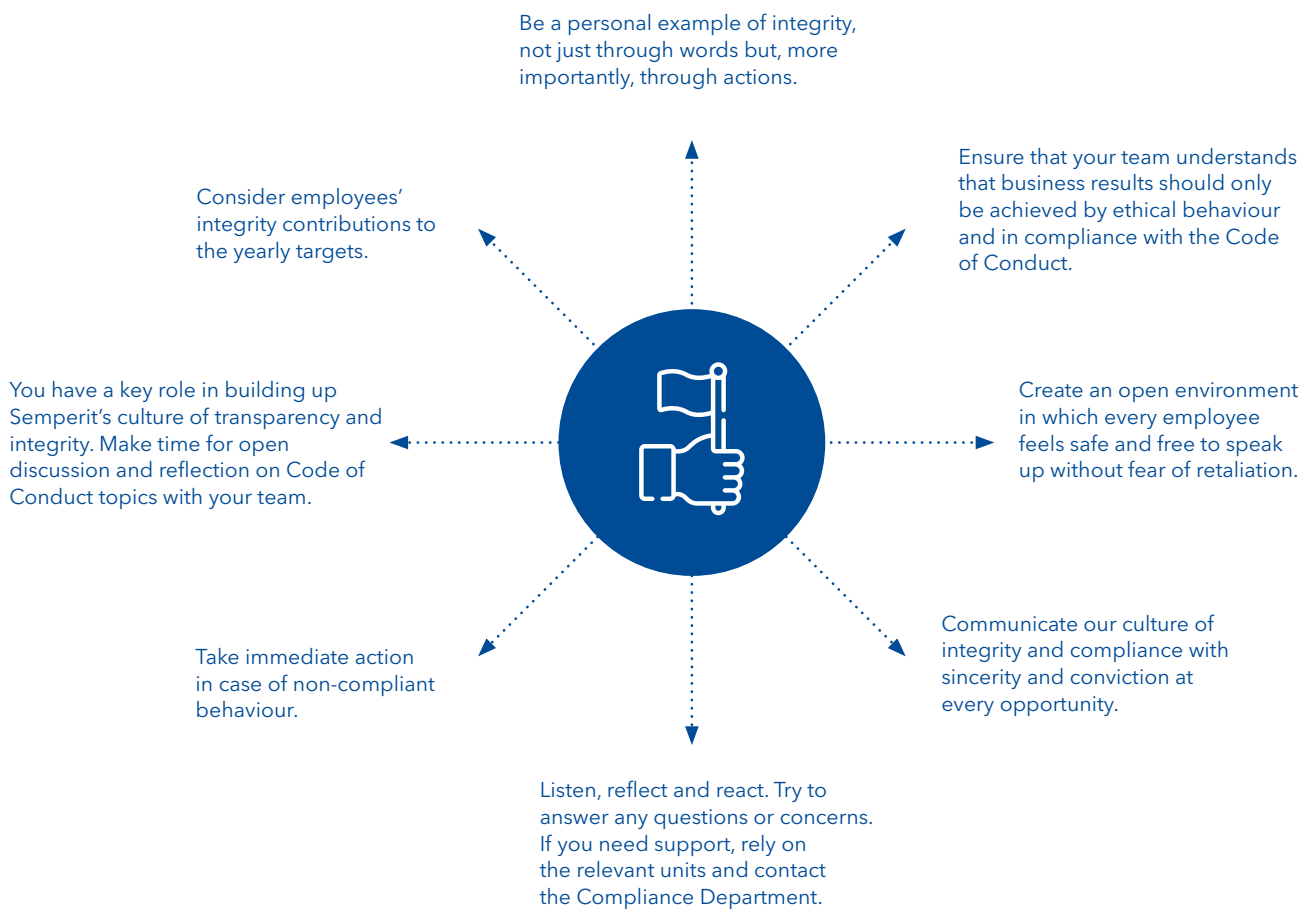 Be a personal example of integrity,
not just through words but, more
importantly, through actions.
Ensure that your team understands
that business results should only
be achieved by ethical behaviour
and in compliance with the Code
of Conduct.
Create an open environment
in which every employee
feels safe and free to speak
up without fear of retaliation.
Communicate our culture of
integrity and compliance with
sincerity and conviction at
every opportunity.
Listen, reflect and react. Try to
answer any questions or concerns.
If you need support, rely on
the relevant units and contact
the Compliance Department.
Take immediate action
in case of non-compliant
behaviour.
You have a key role in building up
Semperit’s culture of transparency and
integrity. Make time for open
discussion and reflection on Code of
Conduct topics with your team.
Consider employees’
integrity contributions to
the yearly targets.